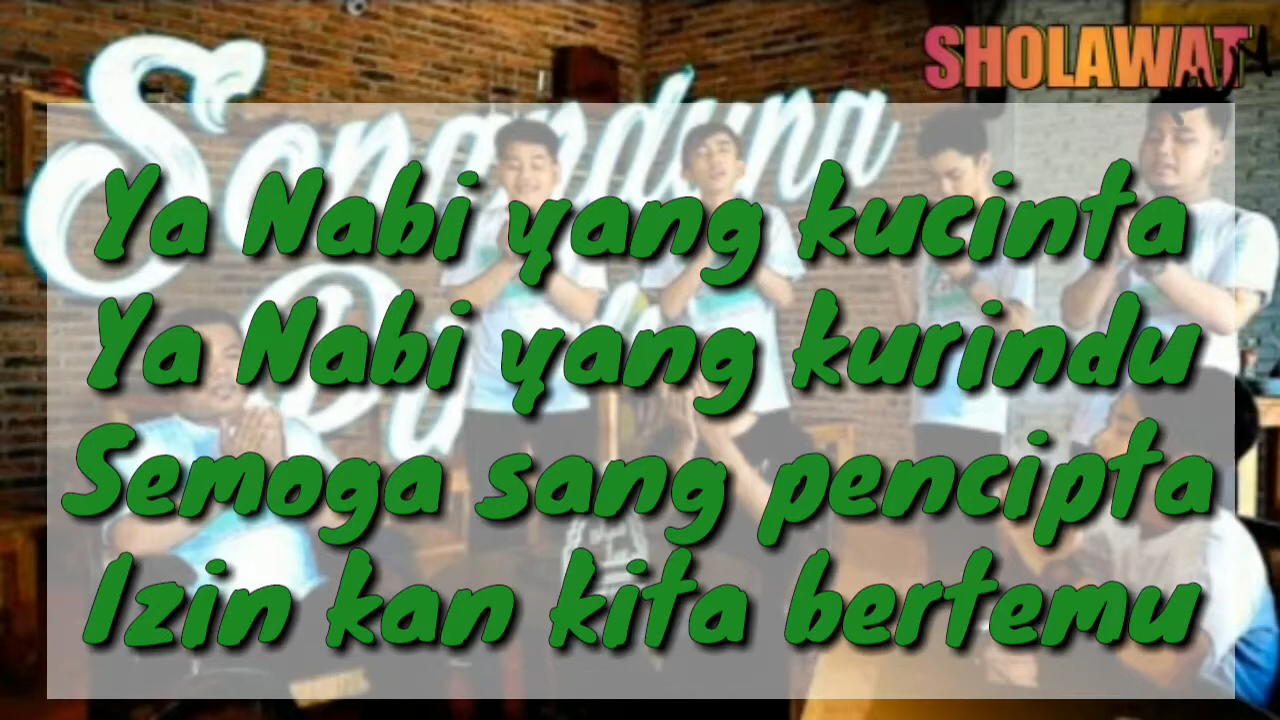 SHOLAWAT
Ya Nabi yang kucinta
Ya Nabi yang kurindu
Semoga sang pencipta
Izin kan kita bertemu